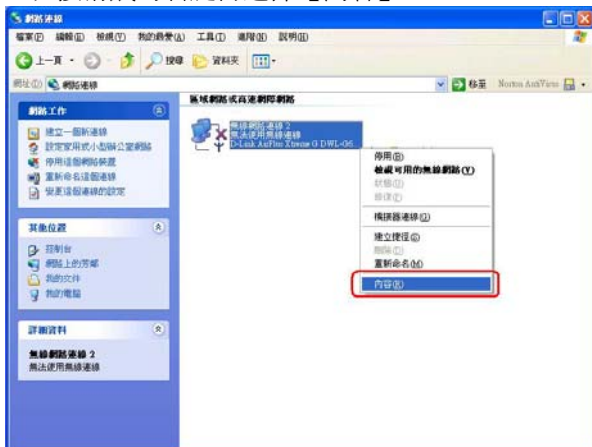 網路連線
檔案(F) 編輯(E) 檢視(V) 我的最愛(A) 工具(T) 進階(N) 說明(H)
上一頁 搜尋 資料夾
網址(D) 網路連線 移至 Norton AntiVirus
網路工作
建立一個新連線
設定家用或小型辦公室網路
停用這個網路裝置
重新命名這個連線
變更這個連線的設定
其他位置
控制台
網路上的芳鄰
我的文件
我的電腦
詳細資料
無線網路連線 2
無法使用無線連線
區域網路或高速網際網路
無線網路連線 2
無法使用無線連線
D-Link AirPlus Xtreme G DWL-G6
停用(B)
檢視可用的無線網路(V)
狀態(U)
修復(P)
橋接器連線(G)
建立捷徑(S)
刪除(D)
重新命名(M)
內容(R)